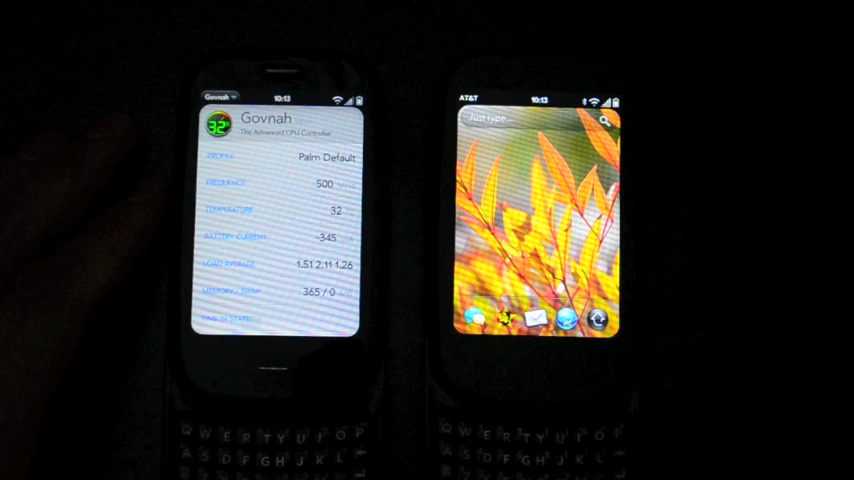 Govnah
10:13
32°
Govnah
The Advanced CPU Controller
PROFILE
Palm Default
FREQUENCY
500
TEMPERATURE
32
BATTERY CURRENT
-345
LOAD AVERAGE
1.51 2.11 1.26
MEMORY / SWAP
365 / 0
TIME IN STATE
Q W E R T Y U I O P
A S D F G H J K L
AT&T
10:13
Just type...
Q W E R T Y U I O P
A S D F G H J K L